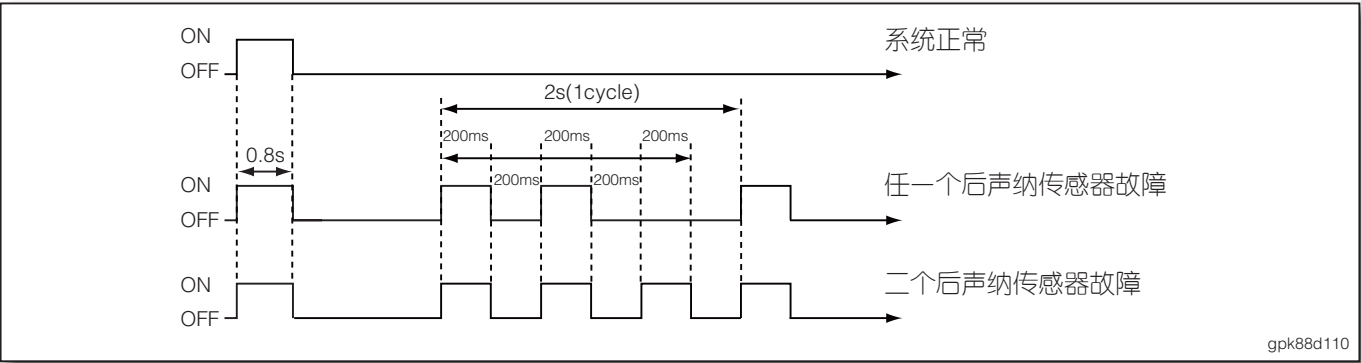 ON
系统正常
OFF
2s(1cycle)
200ms 200ms 200ms
0.8s
200ms 200ms
ON
任一个后声纳传感器故障
OFF
ON
二个后声纳传感器故障
OFF
gpk88d110